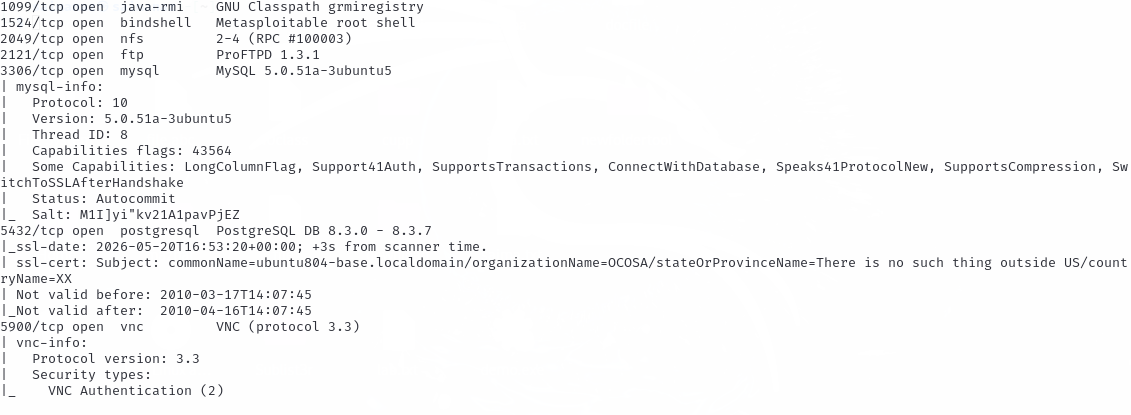 1099/tcp open  java-rmi    GNU Classpath grmiregistry
1524/tcp open  bindshell   Metasploitable root shell
2049/tcp open  nfs         2-4 (RPC #100003)
2121/tcp open  ftp         ProFTPD 1.3.1
3306/tcp open  mysql       MySQL 5.0.51a-3ubuntu5
| mysql-info:
|   Protocol: 10
|   Version: 5.0.51a-3ubuntu5
|   Thread ID: 8
|   Capabilities flags: 43564
|   Some Capabilities: LongColumnFlag, Support41Auth, SupportsTransactions, ConnectWithDatabase, Speaks41ProtocolNew, SupportsCompression, Sw
itchToSSLAfterHandshake
|   Status: Autocommit
|_  Salt: M1I]yi"kv21A1pavPjEZ
5432/tcp open  postgresql  PostgreSQL DB 8.3.0 - 8.3.7
|_ssl-date: 2026-05-20T16:53:20+00:00; +3s from scanner time.
| ssl-cert: Subject: commonName=ubuntu804-base.localdomain/organizationName=OCOSA/stateOrProvinceName=There is no such thing outside US/count
ryName=XX
| Not valid before: 2010-03-17T14:07:45
|_Not valid after:  2010-04-16T14:07:45
5900/tcp open  vnc         VNC (protocol 3.3)
| vnc-info:
|   Protocol version: 3.3
|   Security types:
|_    VNC Authentication (2)